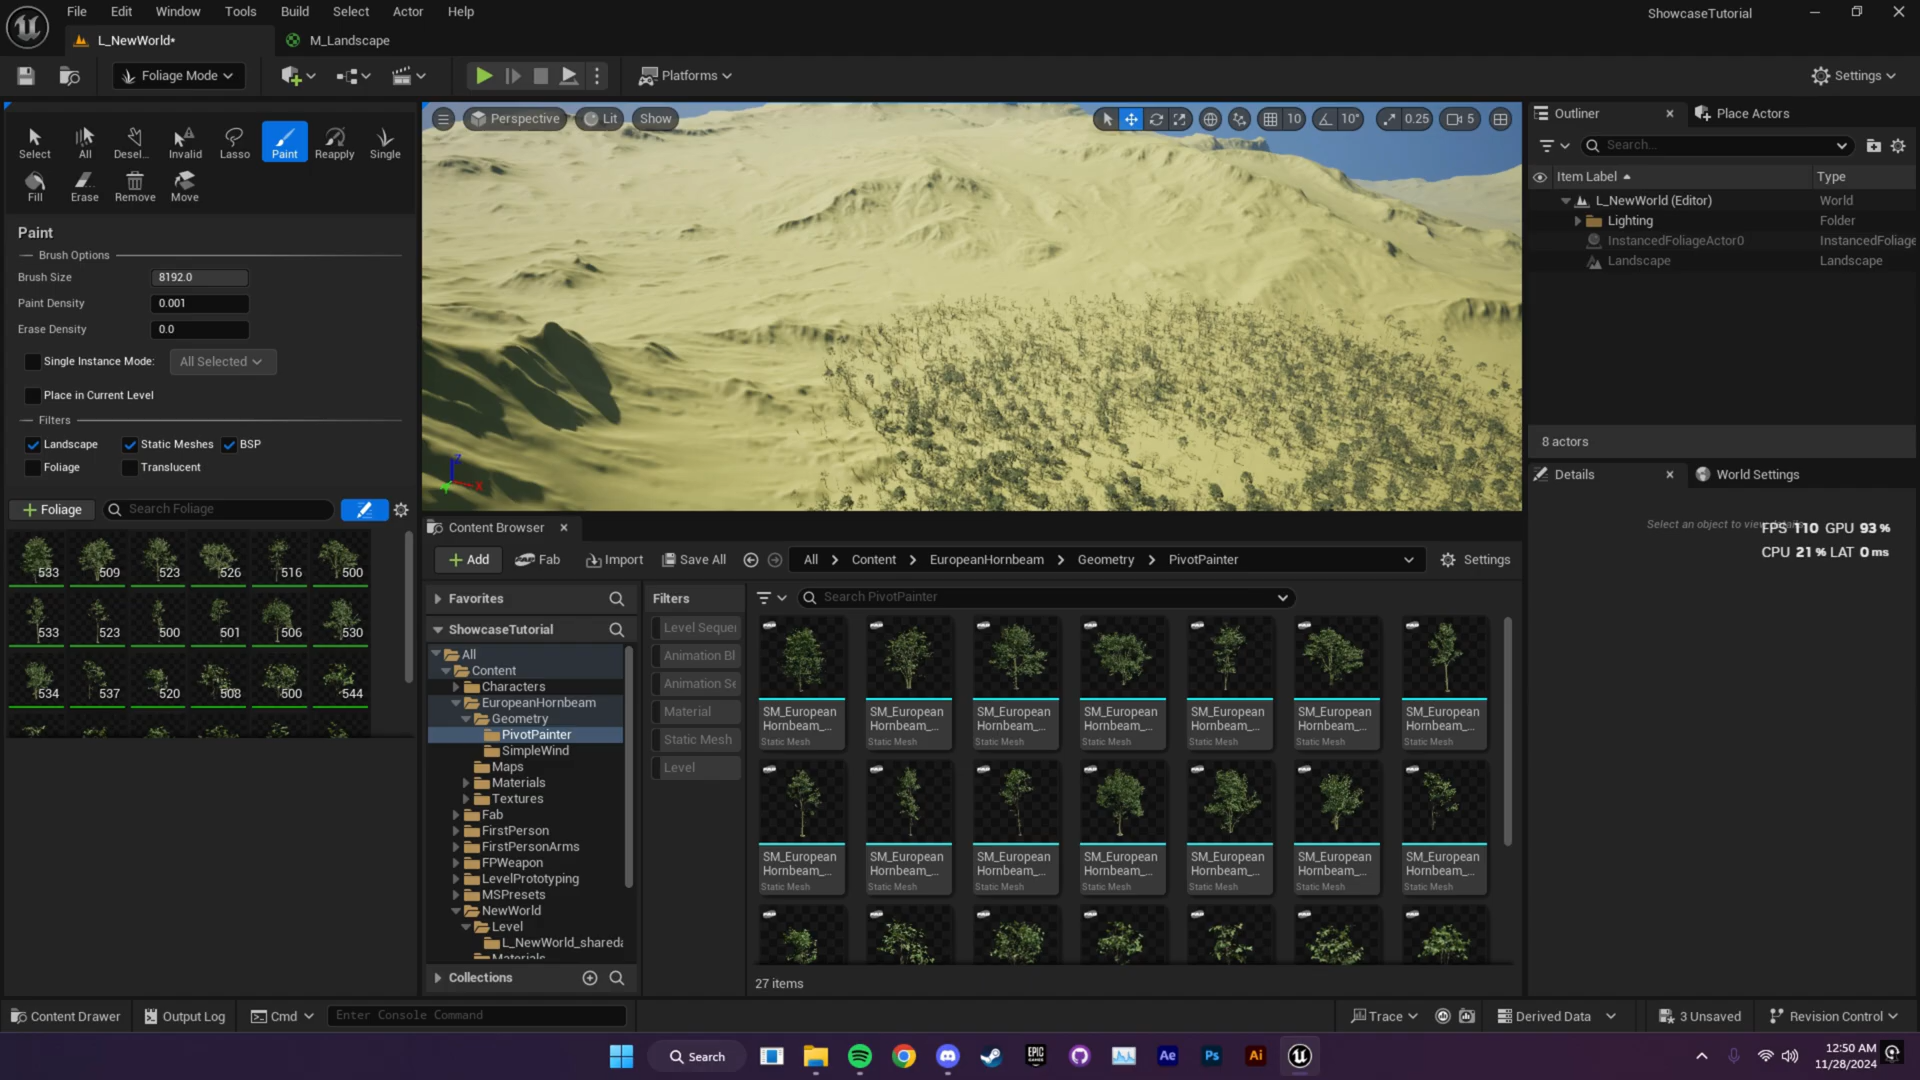 File Edit Window Tools Build Select Actor Help
ShowcaseTutorial
L_NewWorld*
M_Landscape
Foliage Mode
Platforms
Settings
Select All Desel... Invalid Lasso Paint Reapply Single
Fill Erase Remove Move
Paint
Brush Options
Brush Size 8192.0
Paint Density 0.001
Erase Density 0.0
Single Instance Mode: All Selected
Place in Current Level
Filters
Landscape Static Meshes BSP
Foliage Translucent
Foliage Search Foliage
533 509 523 526 516 500
533 523 500 501 506 530
534 537 520 508 500 544
Perspective Lit Show
10 10° 0.25 5
Z
X
Content Browser
Add Fab Import Save All All Content EuropeanHornbeam Geometry PivotPainter Settings
Favorites
ShowcaseTutorial
All
Content
Characters
EuropeanHornbeam
Geometry
PivotPainter
SimpleWind
Maps
Materials
Textures
Fab
FirstPerson
FirstPersonArms
FPWeapon
LevelPrototyping
MSPresets
NewWorld
Level
L_NewWorld_shareda
Materials
Collections
Filters
Level Seque
Animation Bl
Animation Se
Material
Static Mesh
Level
Search PivotPainter
SM_European SM_European SM_European SM_European SM_European SM_European SM_European
Hornbeam_... Hornbeam_... Hornbeam_... Hornbeam_... Hornbeam_... Hornbeam_... Hornbeam_...
Static Mesh Static Mesh Static Mesh Static Mesh Static Mesh Static Mesh Static Mesh
SM_European SM_European SM_European SM_European SM_European SM_European SM_European
Hornbeam_... Hornbeam_... Hornbeam_... Hornbeam_... Hornbeam_... Hornbeam_... Hornbeam_...
Static Mesh Static Mesh Static Mesh Static Mesh Static Mesh Static Mesh Static Mesh
27 items
Outliner Place Actors
Search...
Item Label Type
L_NewWorld (Editor) World
Lighting Folder
InstancedFoliageActor0 InstancedFoliage
Landscape Landscape
8 actors
Details World Settings
Select an object to view
FPS 110 GPU 93 %
CPU 21 % LAT 0 ms
Content Drawer Output Log Cmd Enter Console Command Trace Derived Data 3 Unsaved Revision Control
Search
EPIC GAMES
Ae Ps Ai
12:50 AM
11/28/2024